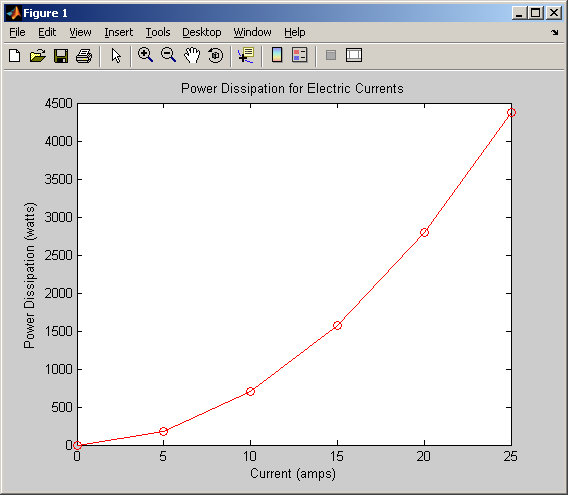 Figure 1
File Edit View Insert Tools Desktop Window Help
Power Dissipation for Electric Currents
4500
4000
3500
3000
2500
2000
1500
1000
500
0
Power Dissipation (watts)
0 5 10 15 20 25
Current (amps)